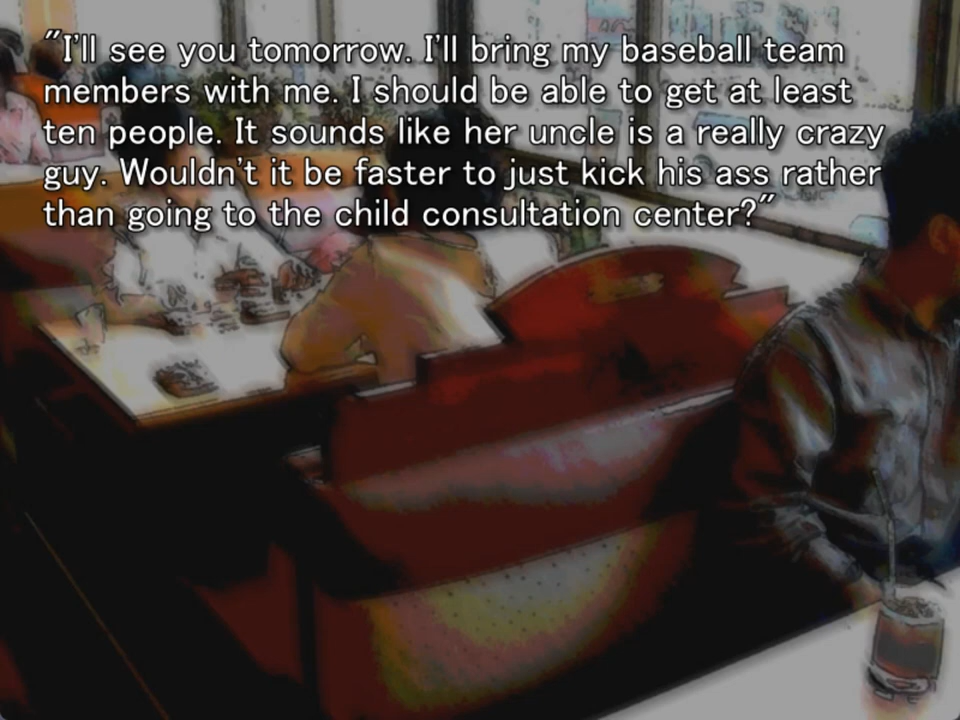 "I'll see you tomorrow. I'll bring my baseball team
members with me. I should be able to get at least
ten people. It sounds like her uncle is a really crazy
guy. Wouldn't it be faster to just kick his ass rather
than going to the child consultation center?"